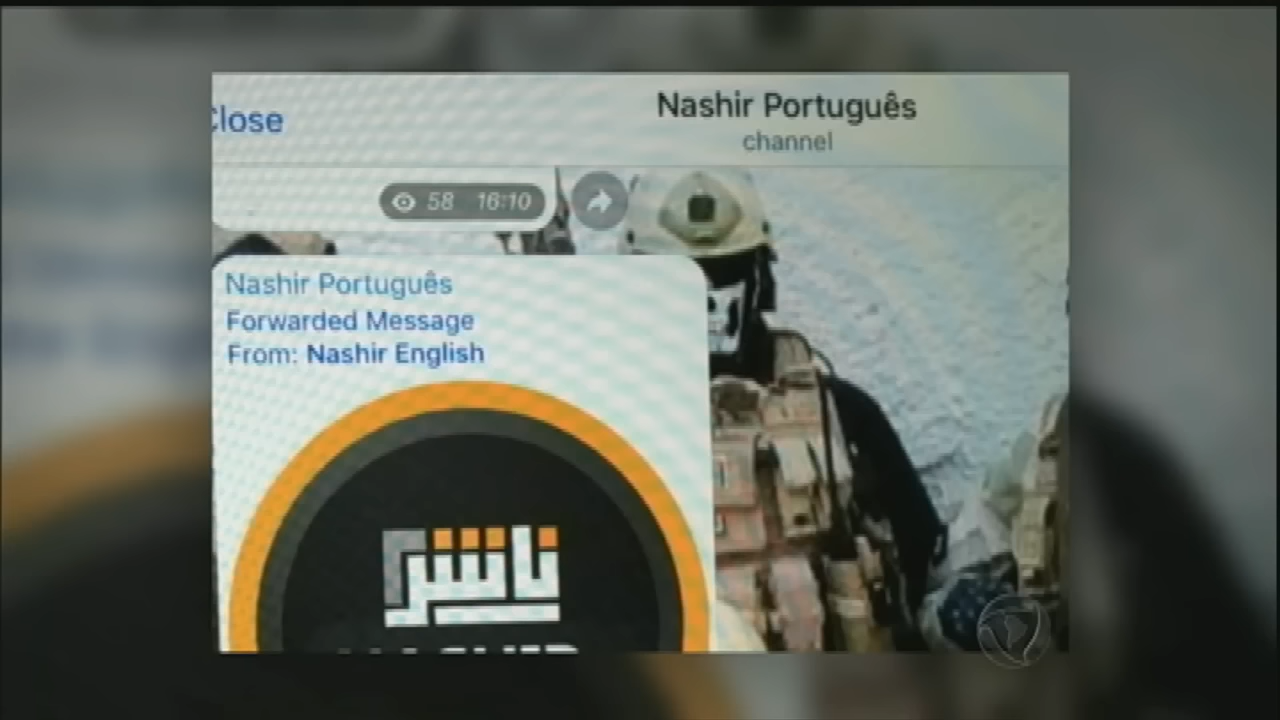 Close
Nashir Português
channel
58 16:10
Nashir Português
Forwarded Message
From: Nashir English
ناشر